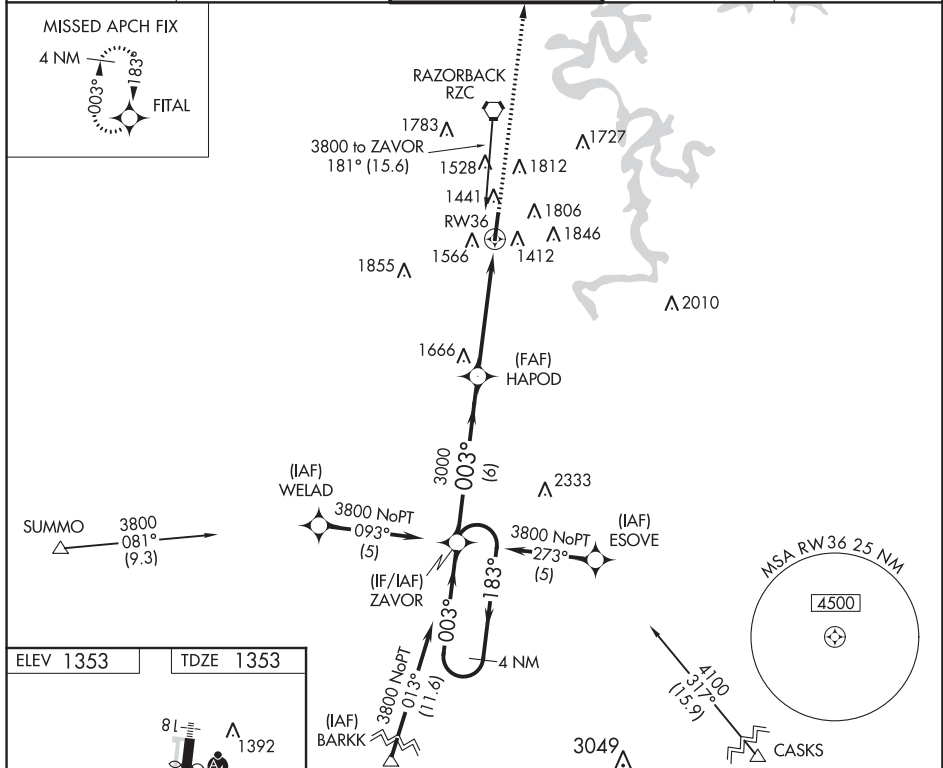 MISSED APCH FIX
4 NM
003°
183°
FITAL
RAZORBACK
RZC
1783
1727
3800 to ZAVOR
181° (15.6)
1528
1812
1441
RW36
1806
1846
1566
1412
1855
2010
1666
(FAF)
HAPOD
3000
003°
(6)
2333
(IAF)
WELAD
3800 NoPT
093°
(5)
3800 NoPT
273°
(5)
(IAF)
ESOVE
SUMMO
3800
081°
(9.3)
(IF/IAF)
ZAVOR
003°
183°
4 NM
MSA RW36 25 NM
4500
3800 NoPT
013°
(11.6)
(IAF)
BARKK
4100
317°
(15.9)
CASKS
3049
ELEV 1353
TDZE 1353
18
1392